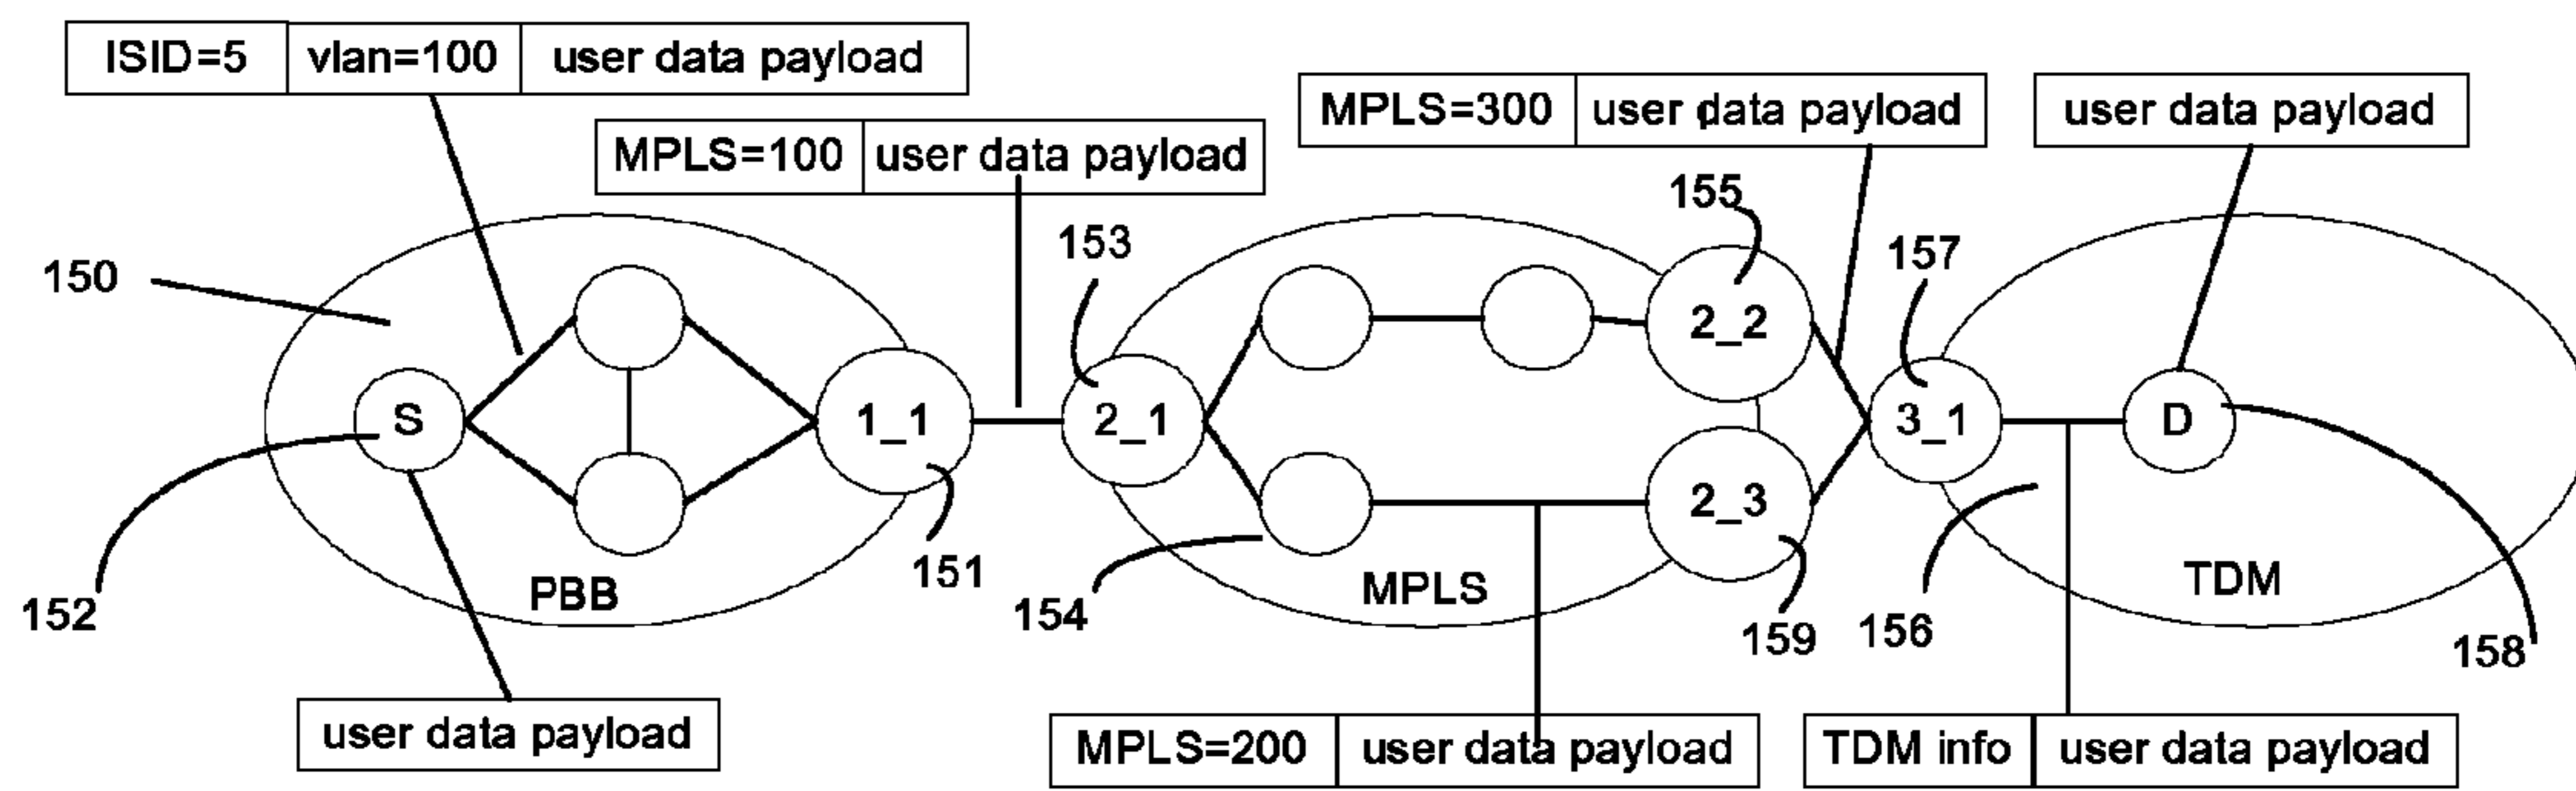 ISID=5 vlan=100 user data payload
MPLS=100 user data payload
MPLS=300 user data payload
user data payload
150
153
155
157
S
1_1
2_1
2_2
2_3
3_1
D
152
PBB
151
154
MPLS
159
156
TDM
158
user data payload
MPLS=200 user data payload
TDM info user data payload